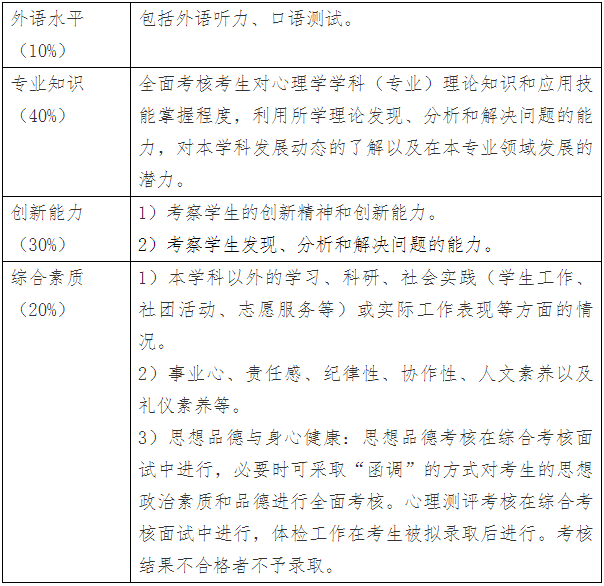 外语水平
（10%）
包括外语听力、口语测试。
专业知识
（40%）
全面考核考生对心理学学科（专业）理论知识和应用技
能掌握程度，利用所学理论发现、分析和解决问题的能
力，对本学科发展动态的了解以及在本专业领域发展的
潜力。
创新能力
（30%）
1）考察学生的创新精神和创新能力。
2）考察学生发现、分析和解决问题的能力。
综合素质
（20%）
1）本学科以外的学习、科研、社会实践（学生工作、
社团活动、志愿服务等）或实际工作表现等方面的情
况。
2）事业心、责任感、纪律性、协作性、人文素养以及
礼仪素养等。
3）思想品德与身心健康：思想品德考核在综合考核面
试中进行，必要时可采取“函调”的方式对考生的思想
政治素质和品德进行全面考核。心理测评考核在综合考
核面试中进行，体检工作在考生被拟录取后进行。考核
结果不合格者不予录取。